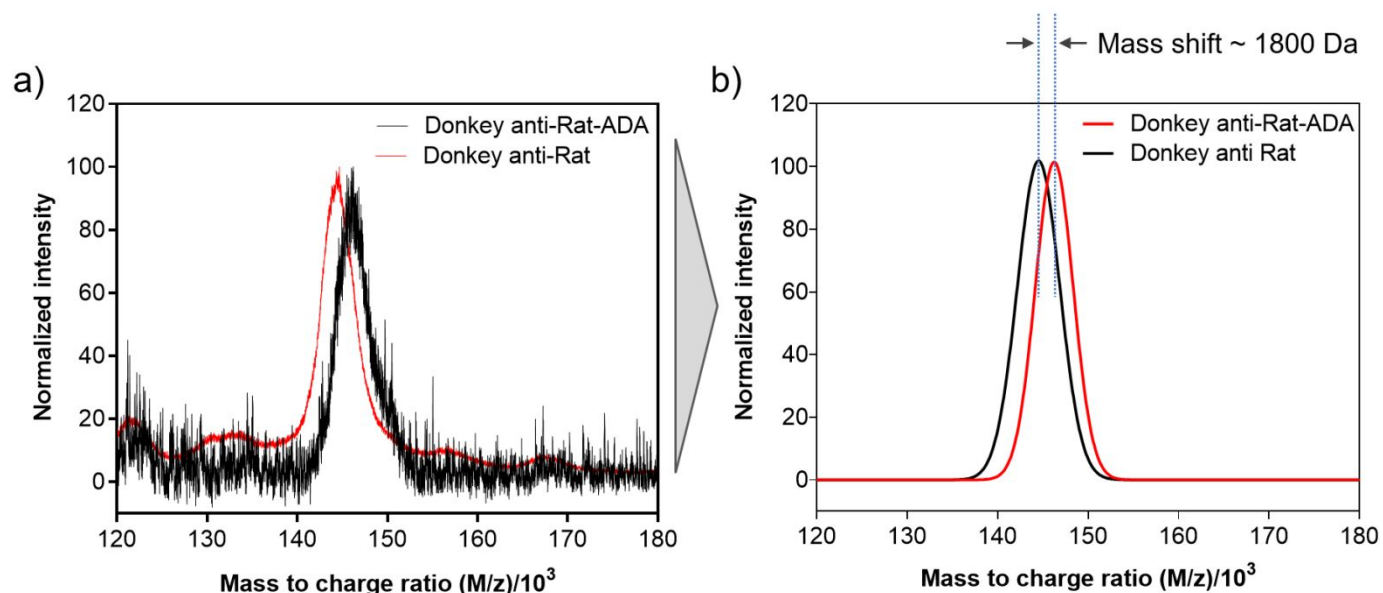 Mass shift ~ 1800 Da
a)
Normalized intensity
120
100
80
60
40
20
0
Donkey anti-Rat-ADA
Donkey anti-Rat
120 130 140 150 160 170 180
Mass to charge ratio (M/z)/10³
b)
Normalized intensity
120
100
80
60
40
20
0
Donkey anti-Rat-ADA
Donkey anti Rat
120 130 140 150 160 170 180
Mass to charge ratio (M/z)/10³